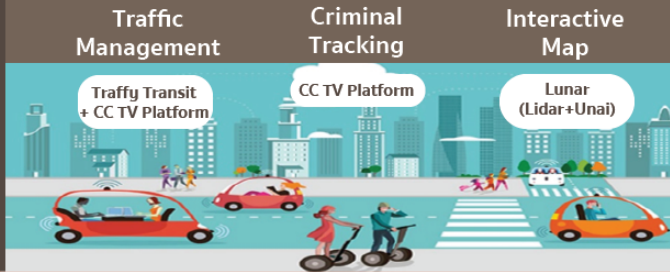 Traffic
Management
Criminal
Tracking
Interactive
Map
Traffy Transit
+ CC TV Platform
CC TV Platform
Lunar
(Lidar+Unai)